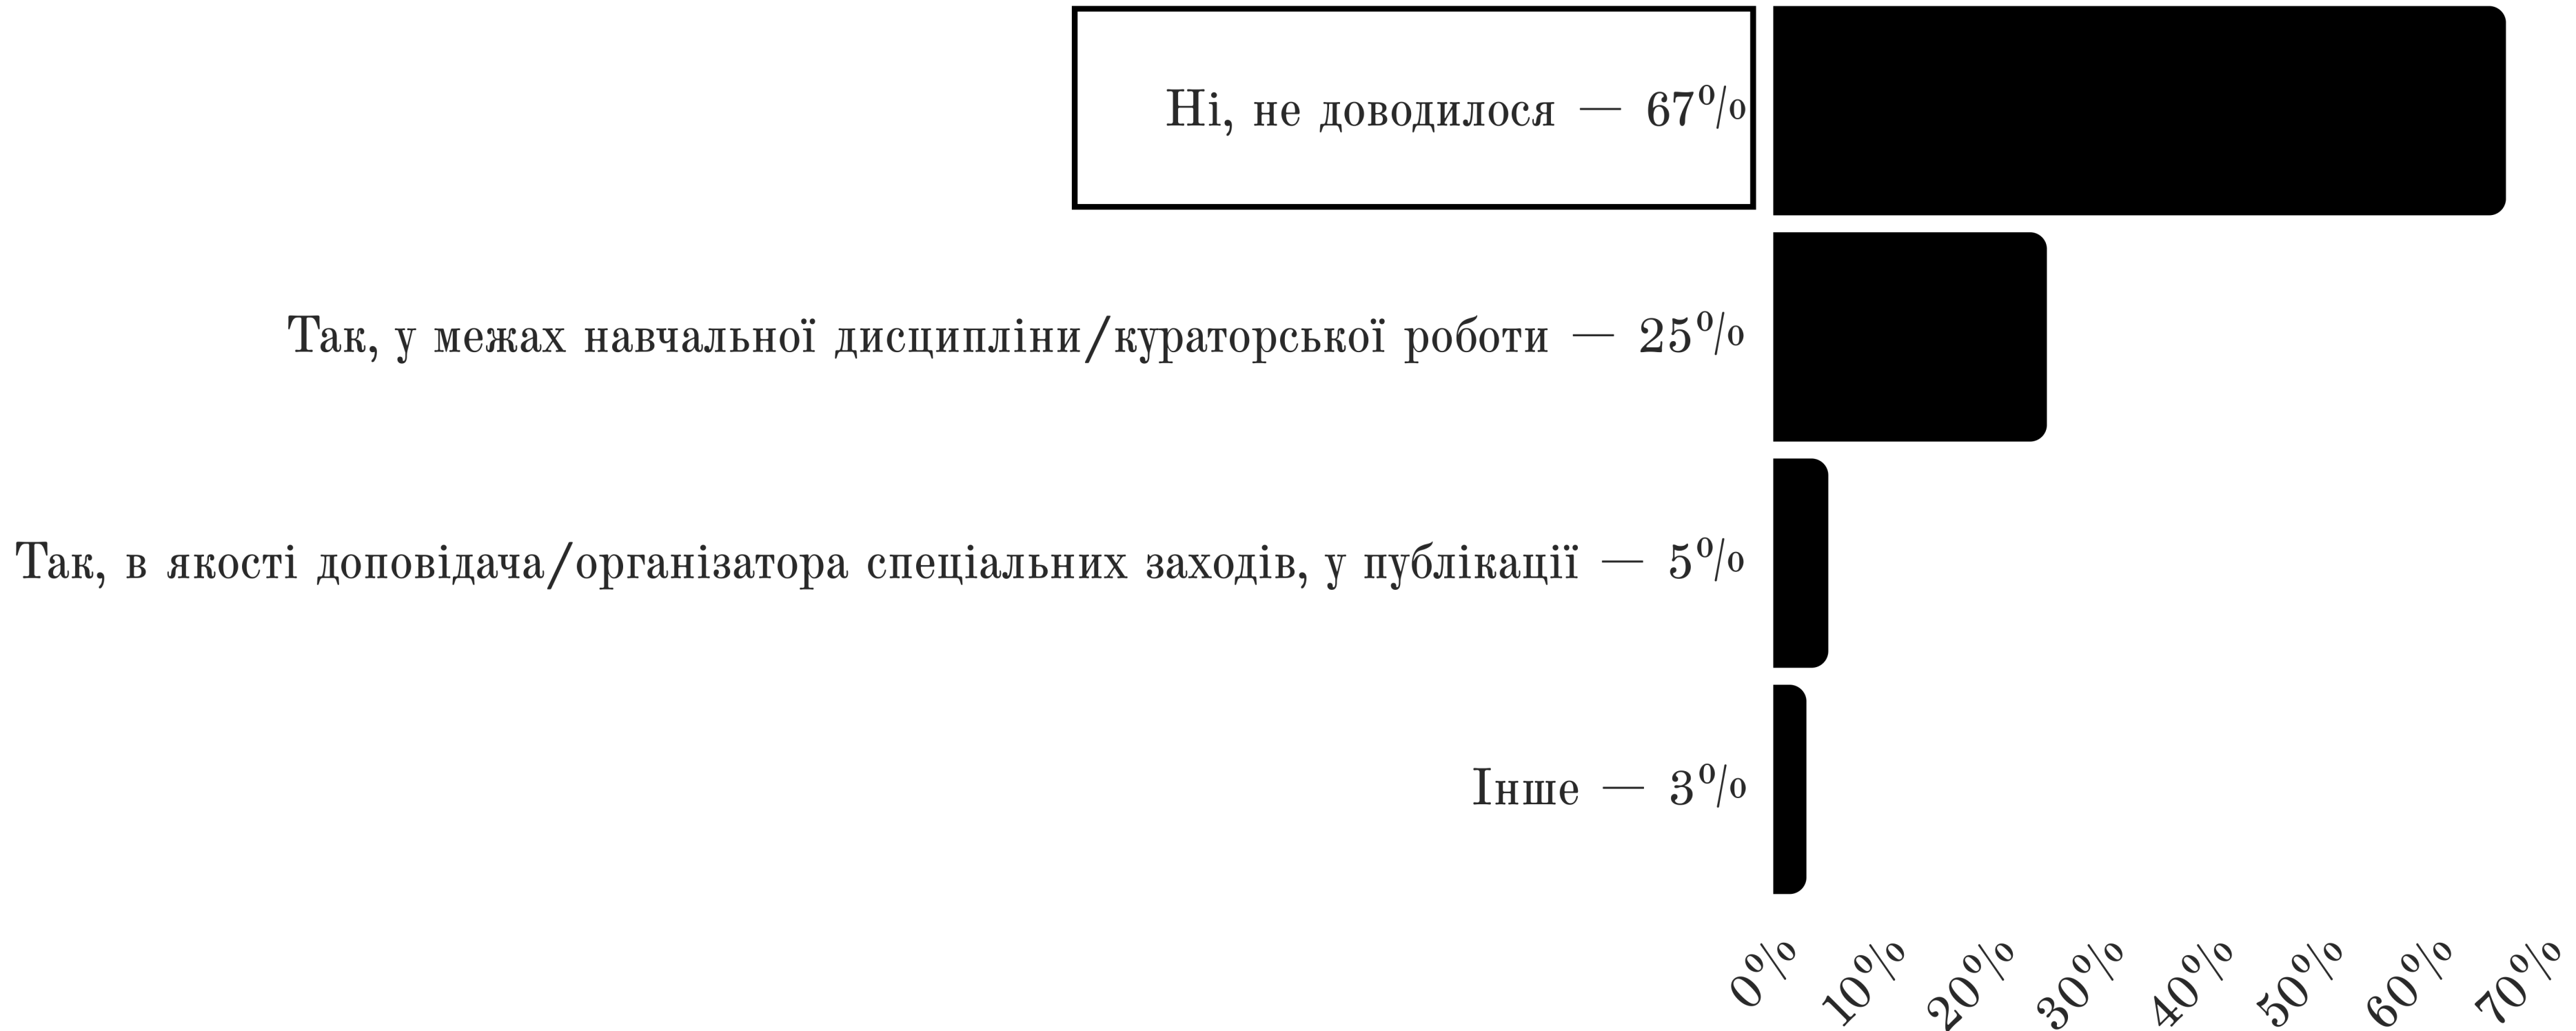 Ні, не доводилося — 67%
Так, у межах навчальної дисципліни/кураторської роботи — 25%
Так, в якості доповідача/організатора спеціальних заходів, у публікації — 5%
Інше — 3%
0% 10% 20% 30% 40% 50% 60% 70%